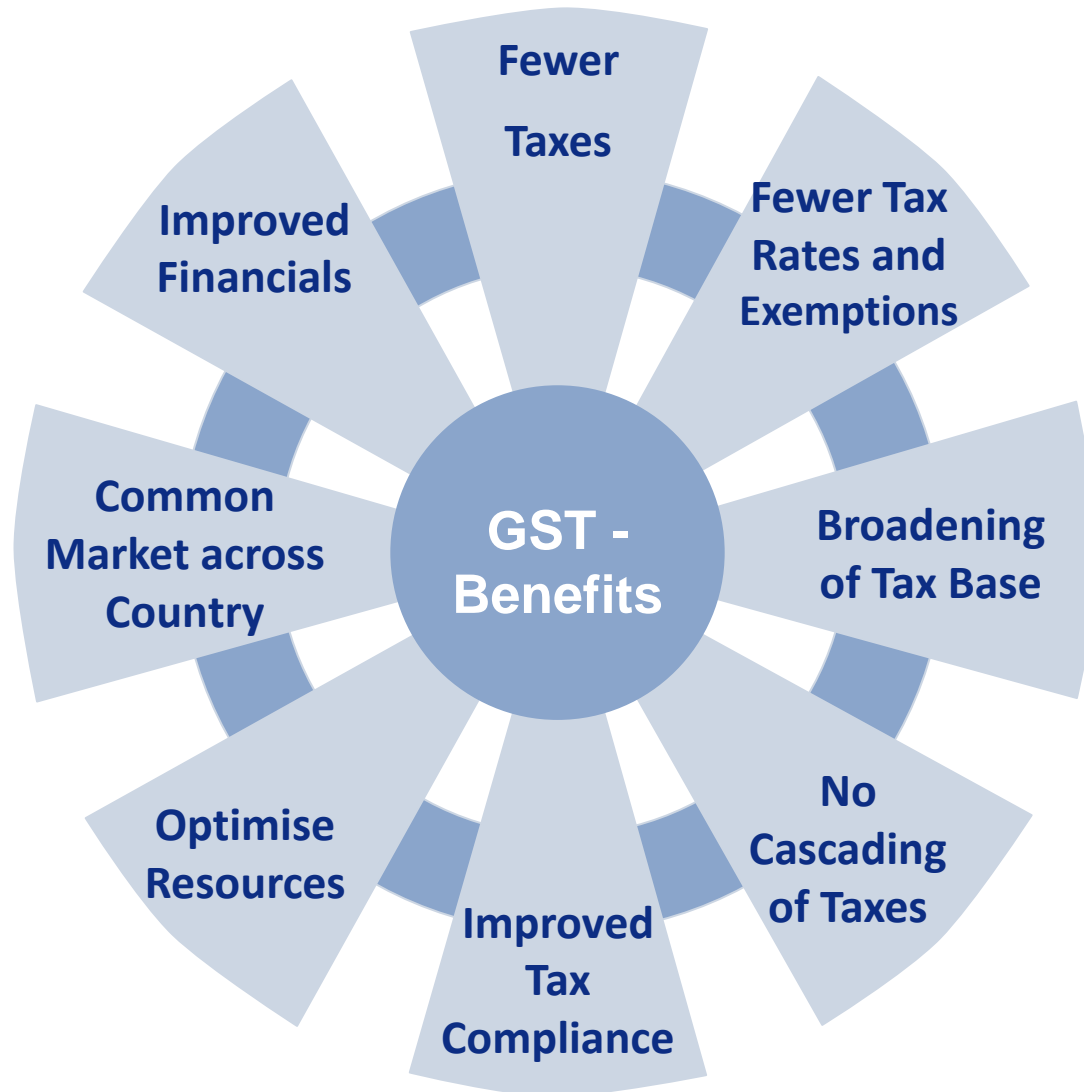 Fewer
Taxes
Fewer Tax
Rates and
Exemptions
Broadening
of Tax Base
No
Cascading
of Taxes
Improved
Tax
Compliance
Optimise
Resources
Common
Market across
Country
Improved
Financials
GST -
Benefits